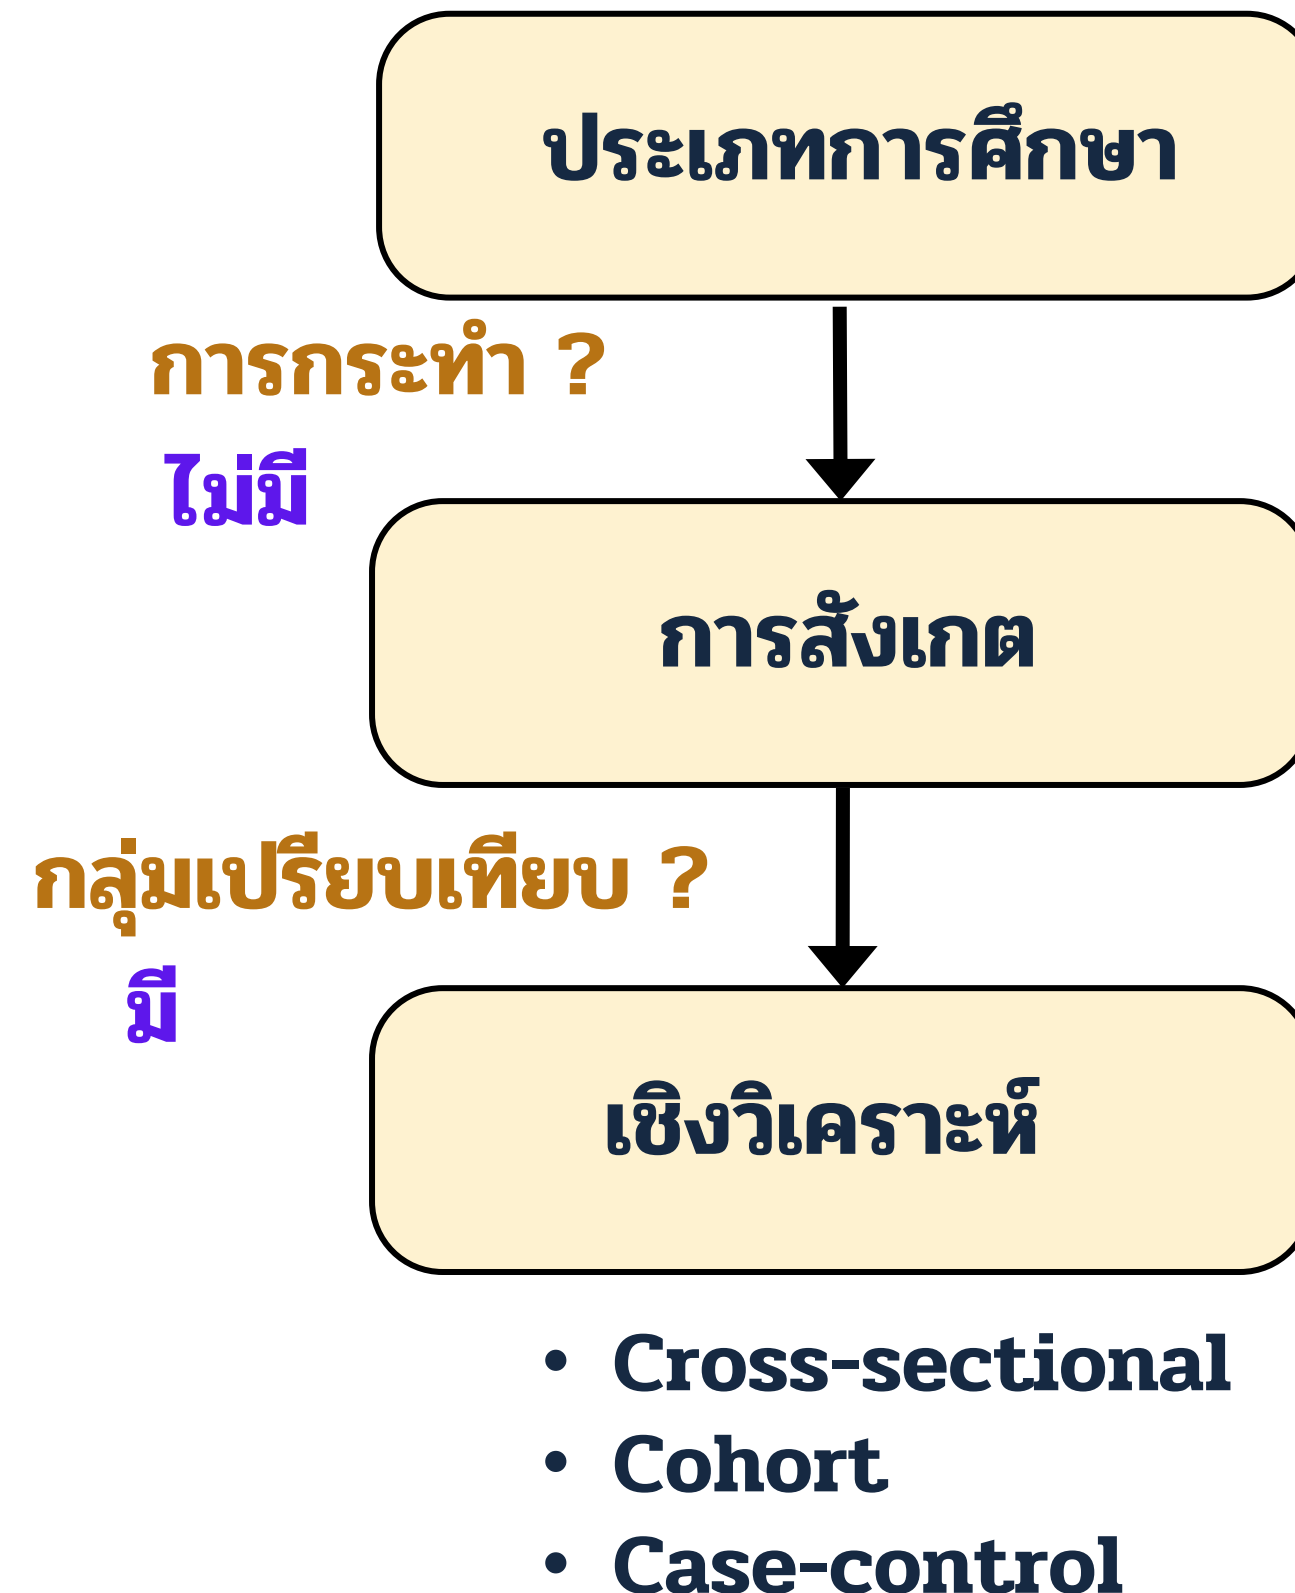 ประเภทการศึกษา
การกระทำ ?
ไม่มี
การสังเกต
กลุ่มเปรียบเทียบ ?
มี
เชิงวิเคราะห์
• Cross-sectional
• Cohort
• Case-control